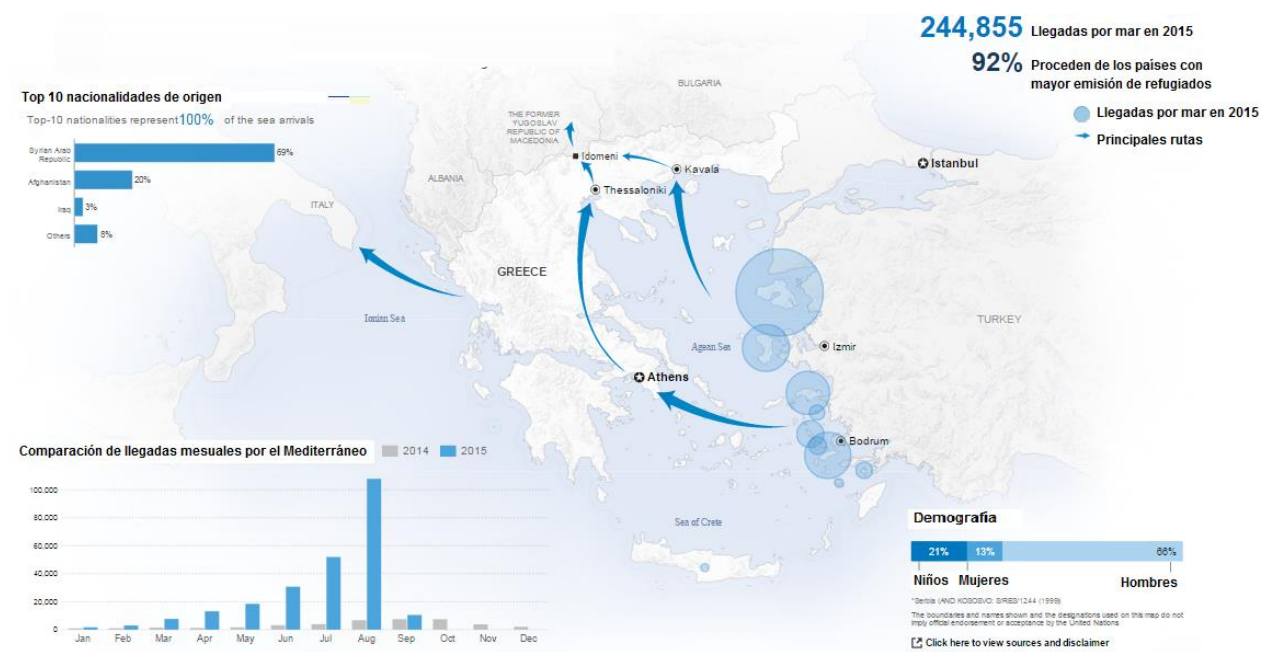 244,855 Llegadas por mar en 2015
92% Proceden de los países con
mayor emisión de refugiados
Llegadas por mar en 2015
Principales rutas
Top 10 nacionalidades de origen
Top-10 nationalities represent 100% of the sea arrivals
Syrian Arab
Republic
69%
Afghanistan
20%
Iraq
3%
Others
8%
BULGARIA
THE FORMER
YUGOSLAV
REPUBLIC OF
MACEDONIA
Idomeni
Kavala
Istanbul
Thessaloniki
ALBANIA
ITALY
GREECE
Ionian Sea
TURKEY
Agean Sea
Izmir
Athens
Bodrum
Sea of Crete
Comparación de llegadas mesuales por el Mediterráneo
2014
2015
100,000
80,000
60,000
40,000
20,000
0
Jan Feb Mar Apr May Jun Jul Aug Sep Oct Nov Dec
Demografía
21% 13% 66%
Niños Mujeres Hombres
*Serbia (AND KOSOSVO: S/RES/1244 (1999)
The boundaries and names shown and the designations used on this map do not
imply official endorsement or acceptance by the United Nations
Click here to view sources and disclaimer